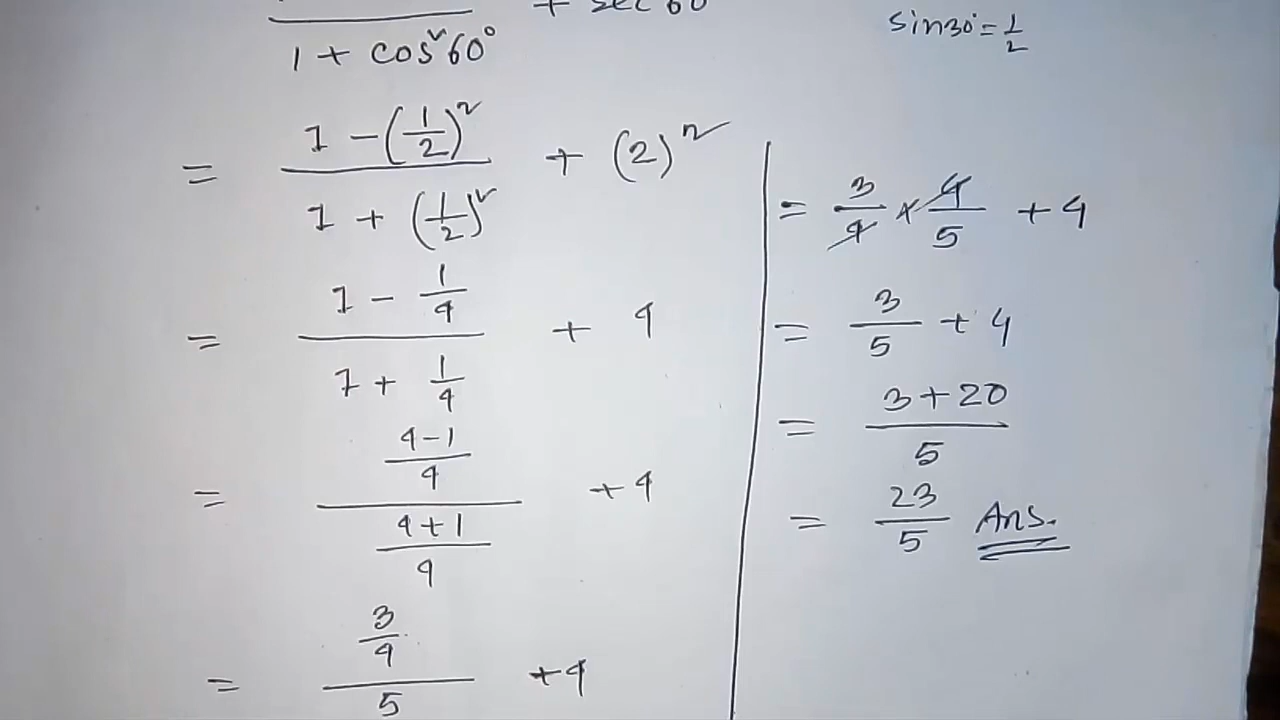 + sec 60
1 + cos²60°
= (1 - (1/2)²) / (1 + (1/2)²) + (2)²
= (1 - 1/4) / (1 + 1/4) + 4
= ((4-1)/4) / ((4+1)/4) + 4
= (3/4) / 5 + 4
sin30° = 1/2
= 3/4 × 4/5 + 4
= 3/5 + 4
= (3+20)/5
= 23/5 Ans.